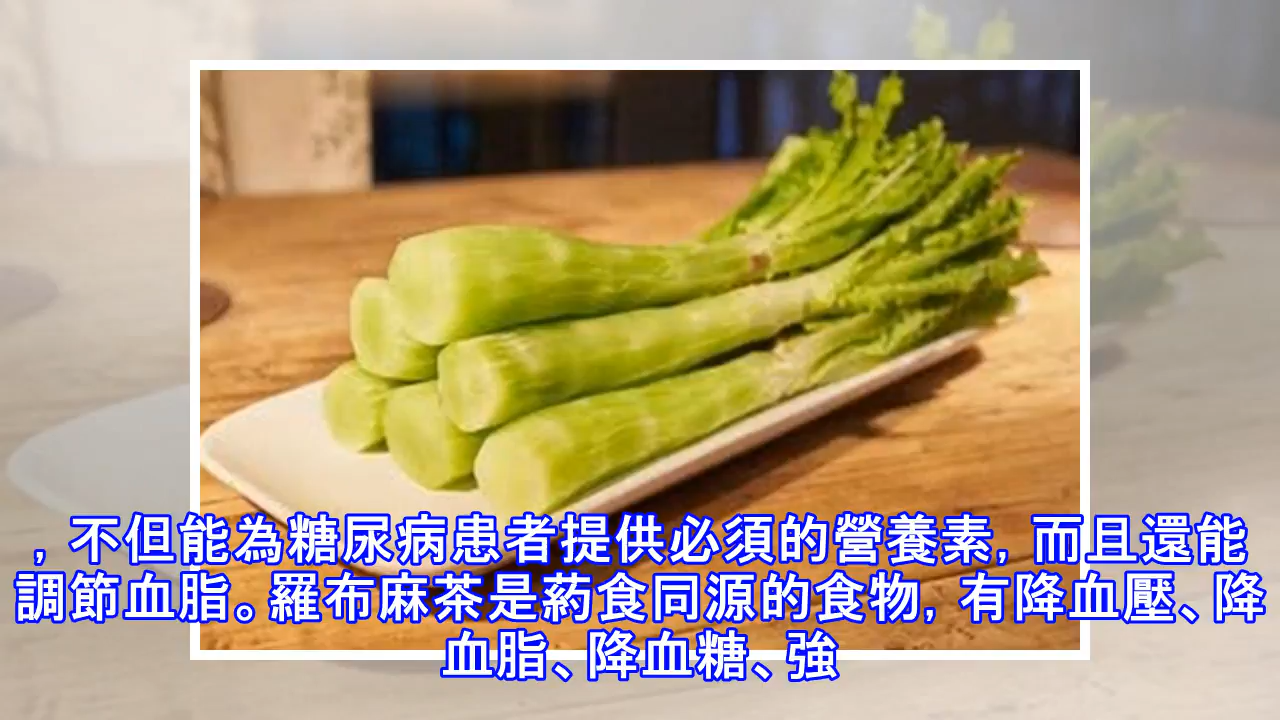 ，不但能為糖尿病患者提供必須的營養素，而且還能
調節血脂。羅布麻茶是葯食同源的食物，有降血壓、降
血脂、降血糖、強